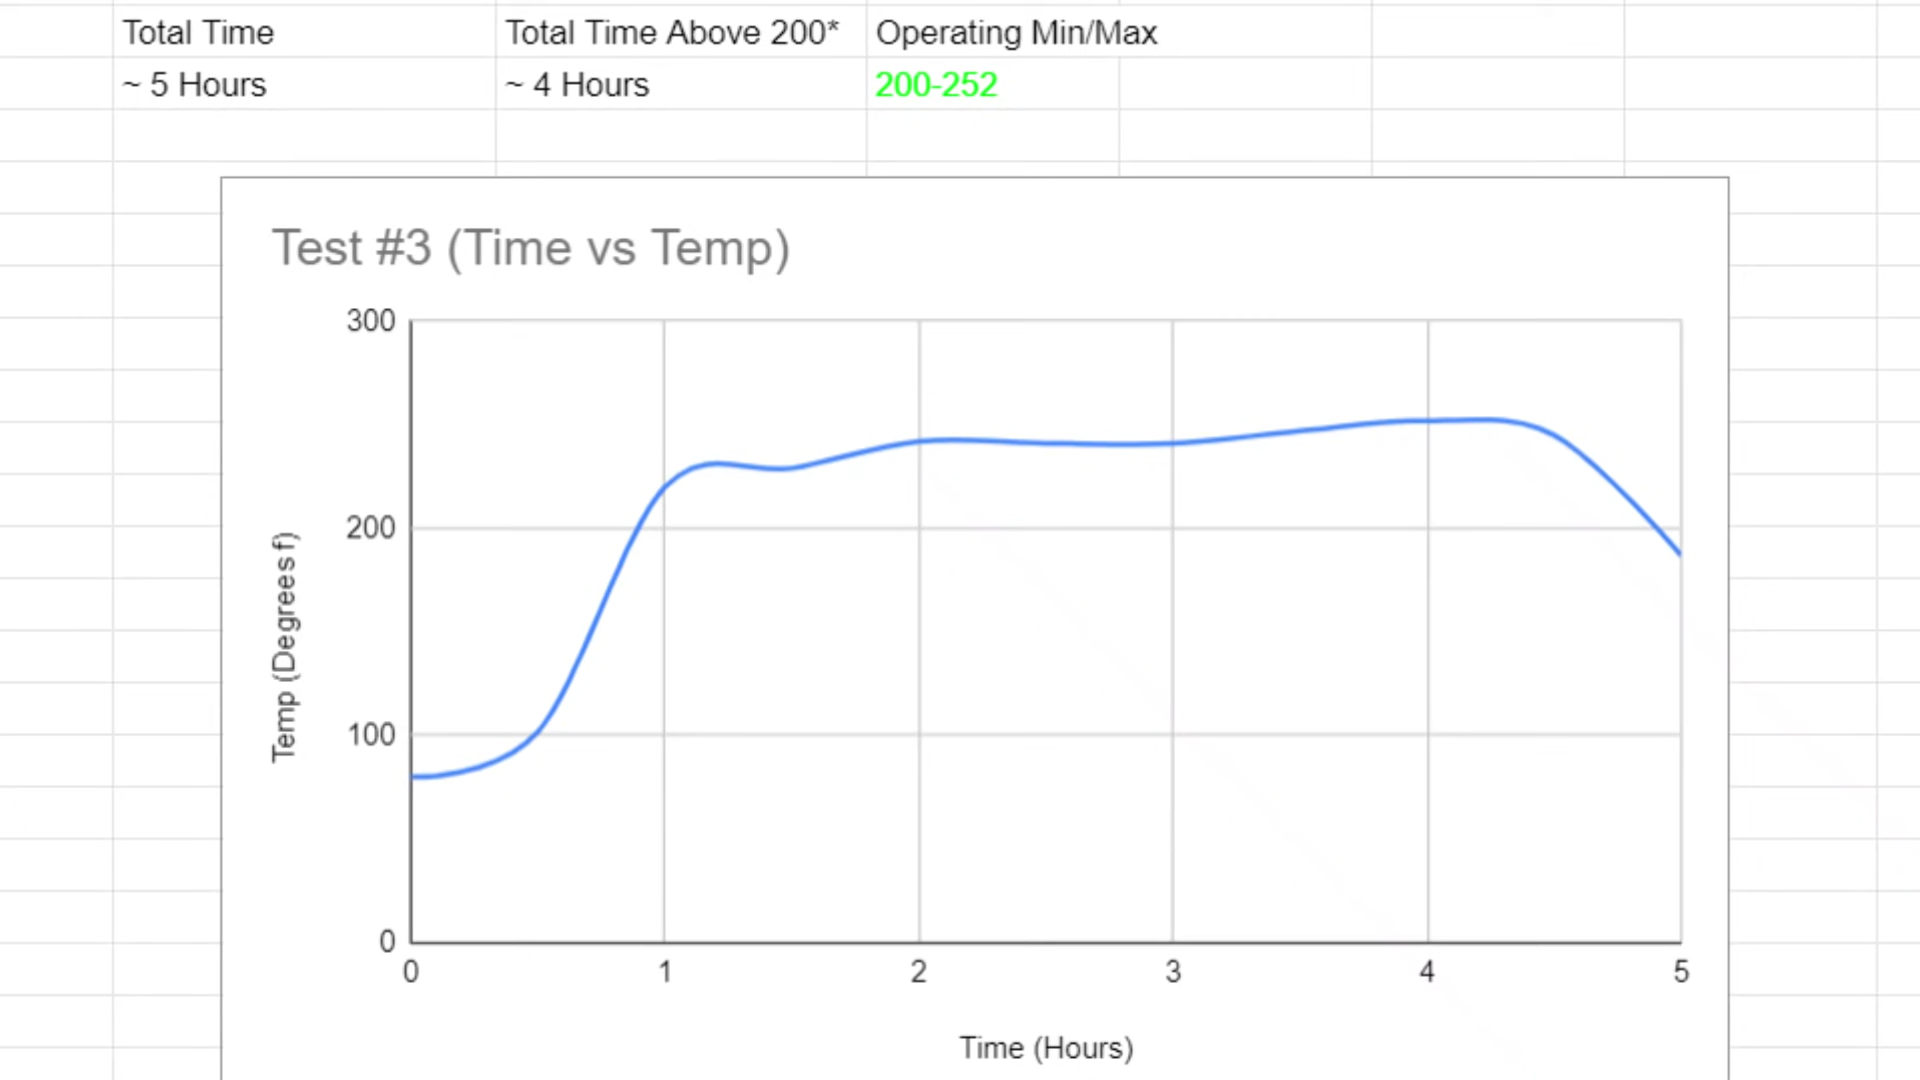 Total Time Total Time Above 200* Operating Min/Max
~ 5 Hours ~ 4 Hours 200-252
Test #3 (Time vs Temp)
300
200
100
0
Temp (Degrees f)
0 1 2 3 4 5
Time (Hours)